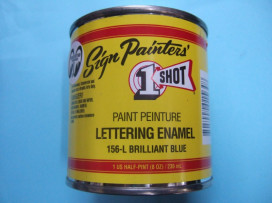 Sign Painters'
1 SHOT
PAINT PEINTURE
LETTERING ENAMEL
156-L BRILLIANT BLUE
1 US HALF-PINT (8 OZ) - 236 mL